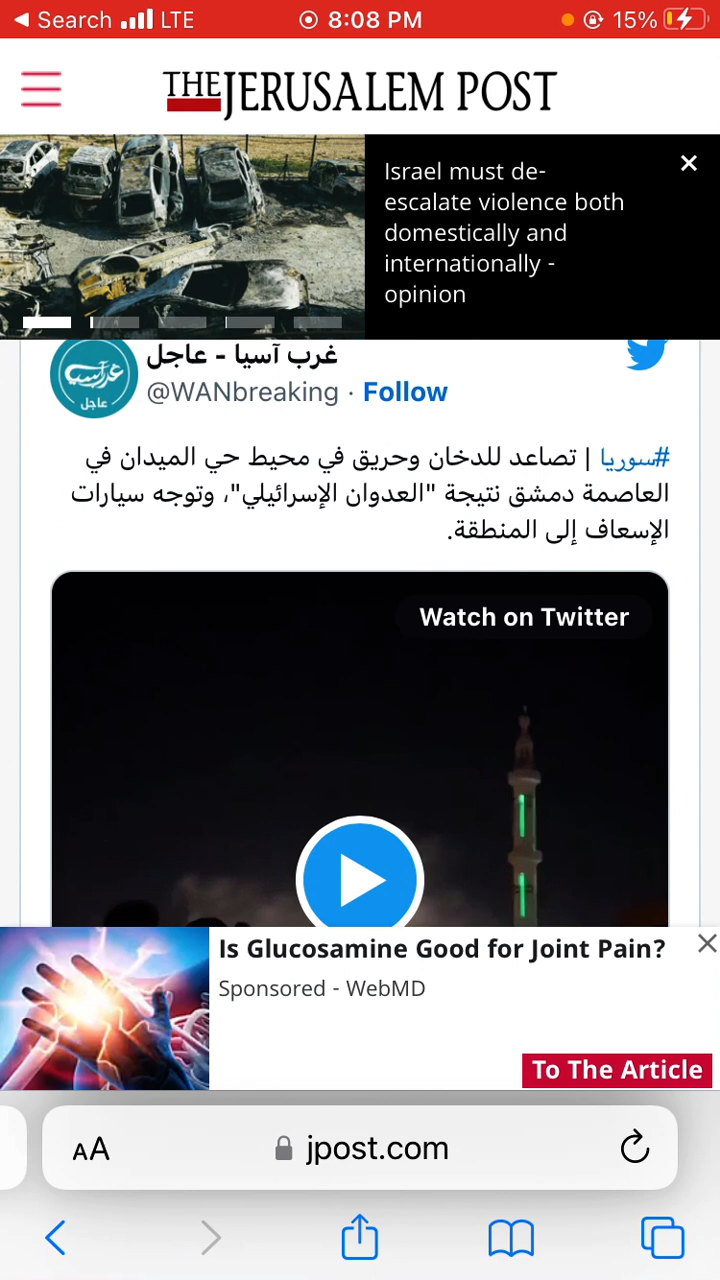 Search LTE 8:08 PM 15%
THE JERUSALEM POST
Israel must de-
escalate violence both
domestically and
internationally -
opinion
غرب آسيا - عاجل
@WANbreaking · Follow
عاجل
#سوريا | تصاعد للدخان وحريق في محيط حي الميدان في
العاصمة دمشق نتيجة "العدوان الإسرائيلي"، وتوجه سيارات
الإسعاف إلى المنطقة.
Watch on Twitter
Is Glucosamine Good for Joint Pain?
Sponsored - WebMD
To The Article
AA jpost.com